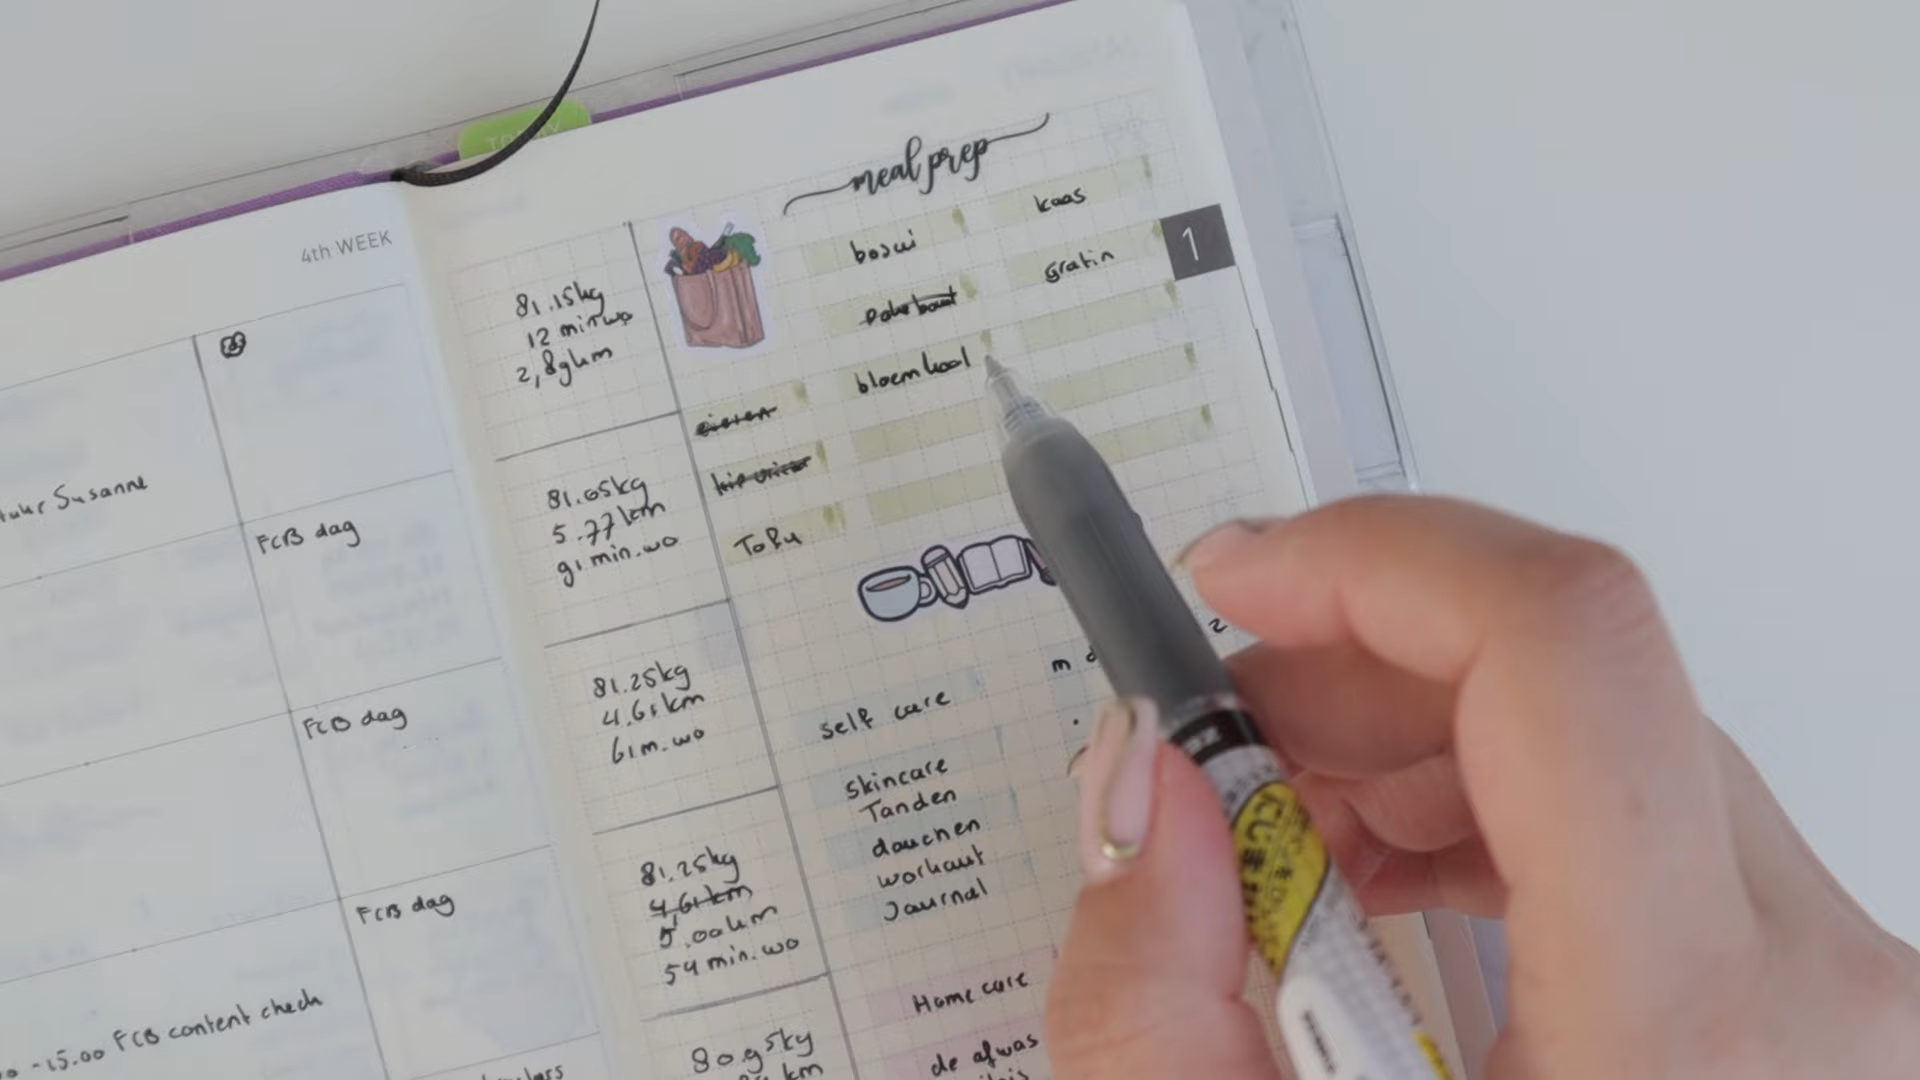 TODAY
4th WEEK
Susanne
FCB dag
FCB dag
FCB dag
-15.00 FCB content check
81.15kg
12 min wo
2,89km
81.05kg
5.77km
91 min.wo
81.25kg
4.61km
61m.wo
81.25kg
4,61km
5.00km
54 min.wo
80.95kg
km
meal prep
kaas
gratin
bloemkool
eieren
Tofu
1
self care
skincare
Tanden
douchen
workout
Journal
Home care
de afwas